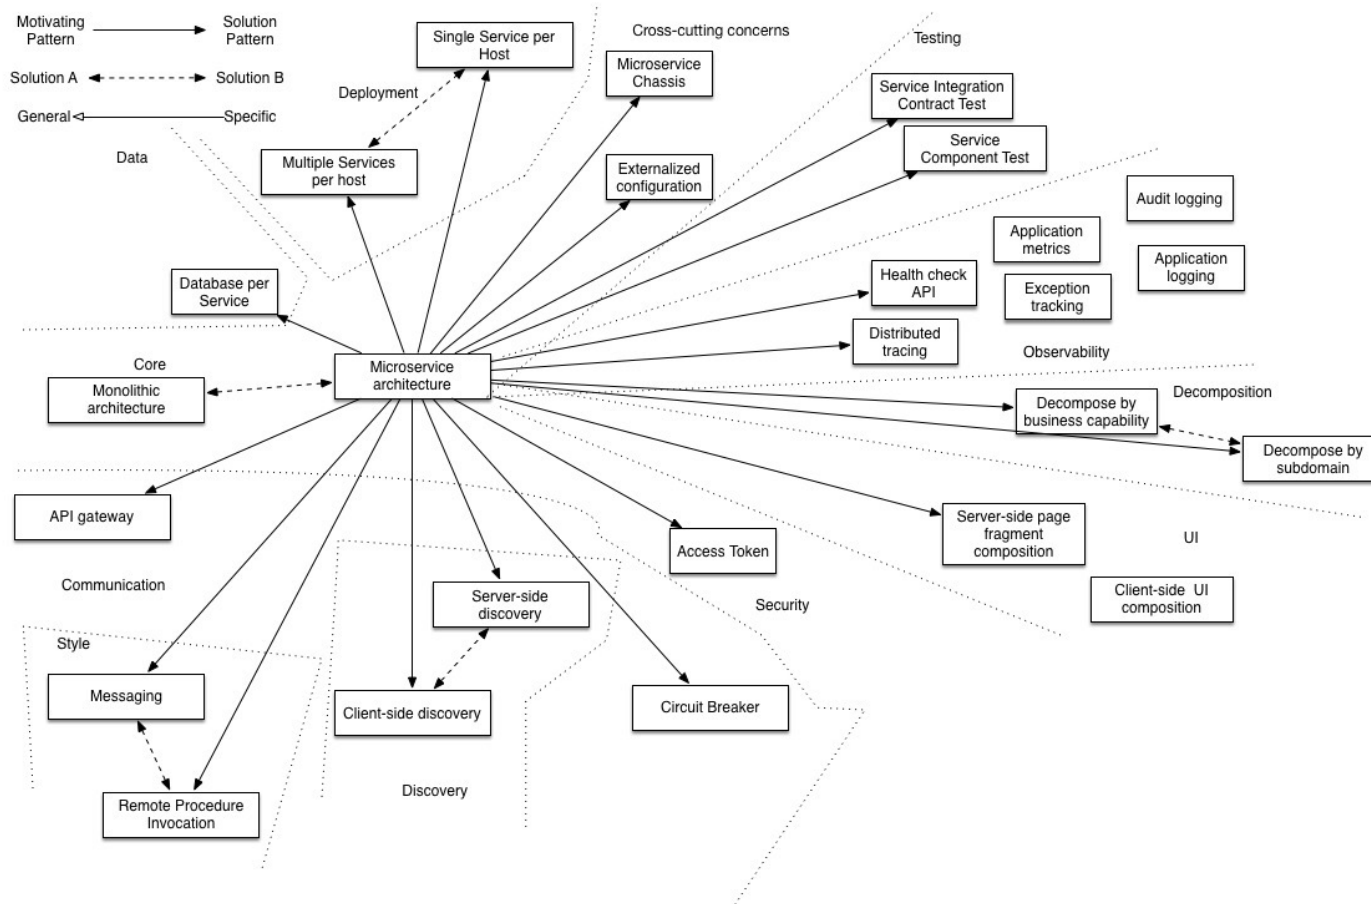 Motivating
Pattern
Solution
Pattern
Solution A
Solution B
General
Specific
Single Service per
Host
Deployment
Multiple Services
per host
Data
Database per
Service
Cross-cutting concerns
Microservice
Chassis
Externalized
configuration
Testing
Service Integration
Contract Test
Service
Component Test
Audit logging
Application
metrics
Application
logging
Health check
API
Exception
tracking
Distributed
tracing
Observability
Core
Monolithic
architecture
Microservice
architecture
Decomposition
Decompose by
business capability
Decompose by
subdomain
API gateway
Communication
Access Token
Security
Server-side page
fragment
composition
UI
Client-side UI
composition
Server-side
discovery
Client-side discovery
Discovery
Circuit Breaker
Style
Messaging
Remote Procedure
Invocation